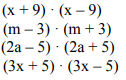 (x + 9) · (x – 9)
(m – 3) · (m + 3)
(2a – 5) · (2a + 5)
(3x + 5) · (3x – 5)